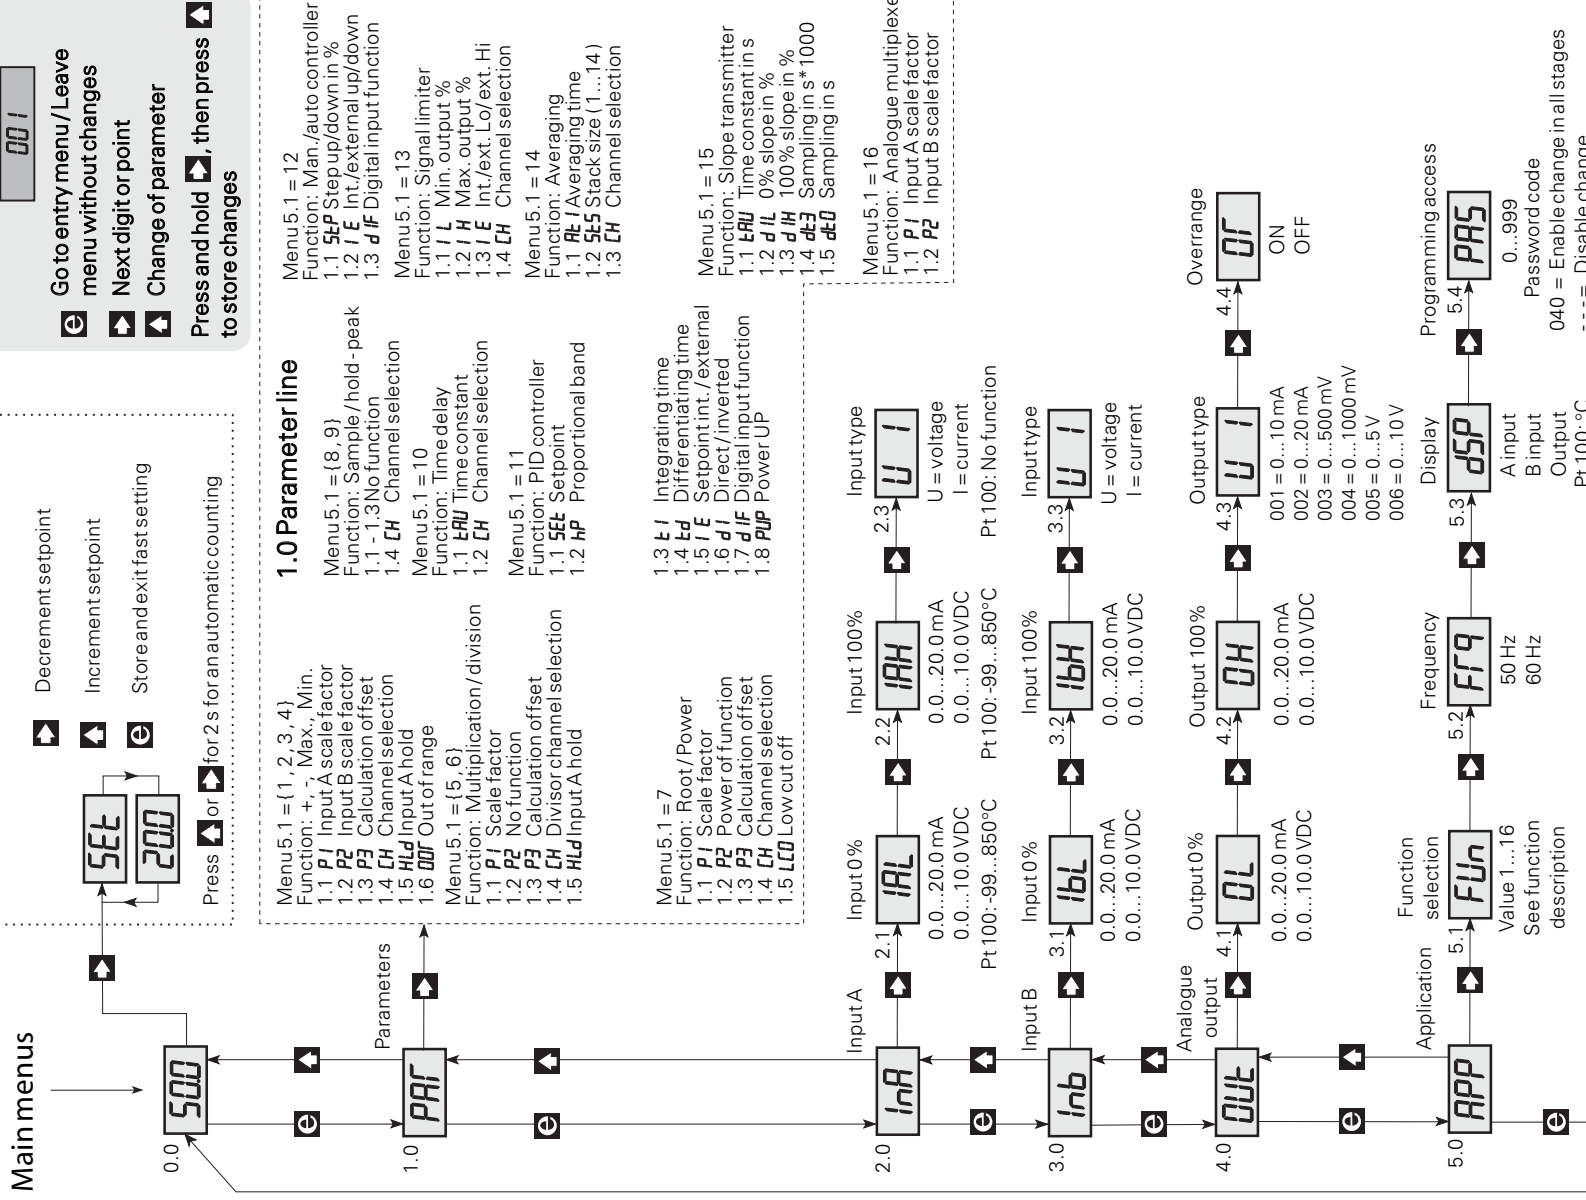 Main menus
001
Go to entry menu / Leave
menu without changes
Next digit or point
Change of parameter
Press and hold , then press
to store changes
SEt
20.0
Decrement setpoint
Increment setpoint
Store and exit fast setting
Press or for 2 s for an automatic counting
0.0
50.0
1.0
PAr
Parameters
1.0 Parameter line
Menu 5.1 = {1, 2, 3, 4}
Function: +, -, Max., Min.
1.1 P1 Input A scale factor
1.2 P2 Input B scale factor
1.3 P3 Calculation offset
1.4 CH Channel selection
1.5 HLd Input A hold
1.6 OOr Out of range
Menu 5.1 = {5, 6}
Function: Multiplication / division
1.1 P1 Scale factor
1.2 P2 No function
1.3 P3 Calculation offset
1.4 CH Divisor channel selection
1.5 HLd Input A hold
Menu 5.1 = 7
Function: Root / Power
1.1 P1 Scale factor
1.2 P2 Power of function
1.3 P3 Calculation offset
1.4 CH Channel selection
1.5 LCO Low cut off
Menu 5.1 = {8, 9}
Function: Sample / hold - peak
1.1 - 1.3 No function
1.4 CH Channel selection
Menu 5.1 = 10
Function: Time delay
1.1 tAU Time constant
1.2 CH Channel selection
Menu 5.1 = 11
Function: PID controller
1.1 SEt Setpoint
1.2 hP Proportional band
1.3 tI Integrating time
1.4 td Differentiating time
1.5 IE Setpoint int. / external
1.6 dI Direct / inverted
1.7 dIF Digital input function
1.8 PUP Power UP
Menu 5.1 = 12
Function: Man./auto controller
1.1 StP Step up/down in %
1.2 IE Int./external up/down
1.3 dIF Digital input function
Menu 5.1 = 13
Function: Signal limiter
1.1 IL Min. output %
1.2 IH Max. output %
1.3 IE Int./ext. Lo/ ext. Hi
1.4 CH Channel selection
Menu 5.1 = 14
Function: Averaging
1.1 AtI Averaging time
1.2 StS Stack size (1...14)
1.3 CH Channel selection
Menu 5.1 = 15
Function: Slope transmitter
1.1 tAU Time constant in s
1.2 dIL 0% slope in %
1.3 dIH 100% slope in %
1.4 dt3 Sampling in s*1000
1.5 dt0 Sampling in s
Menu 5.1 = 16
Function: Analogue multiplexe
1.1 P1 Input A scale factor
1.2 P2 Input B scale factor
2.0
InA
Input A
2.1
Input 0%
IAL
0.0...20.0 mA
0.0...10.0 VDC
Pt100: -99...850°C
2.2
Input 100%
IAH
0.0...20.0 mA
0.0...10.0 VDC
Pt100: -99...850°C
2.3
Input type
U I
U = voltage
I = current
Pt100: No function
3.0
Inb
Input B
3.1
Input 0%
IbL
0.0...20.0 mA
0.0...10.0 VDC
3.2
Input 100%
IbH
0.0...20.0 mA
0.0...10.0 VDC
3.3
Input type
U I
U = voltage
I = current
4.0
OUt
Analogue
output
4.1
Output 0%
OL
0.0...20.0 mA
0.0...10.0 VDC
4.2
Output 100%
OH
0.0...20.0 mA
0.0...10.0 VDC
4.3
Output type
U I
001 = 0...10 mA
002 = 0...20 mA
003 = 0...500 mV
004 = 0...1000 mV
005 = 0...5 V
006 = 0...10 V
4.4
Overrange
Or
ON
OFF
5.0
APP
Application
5.1
Function
selection
FUn
Value 1...16
See function
description
5.2
Frequency
Frq
50 Hz
60 Hz
5.3
Display
dSP
A input
B input
Output
Pt100: °C
5.4
Programming access
PAS
0...999
Password code
040 = Enable change in all stages
- - - = Disable change